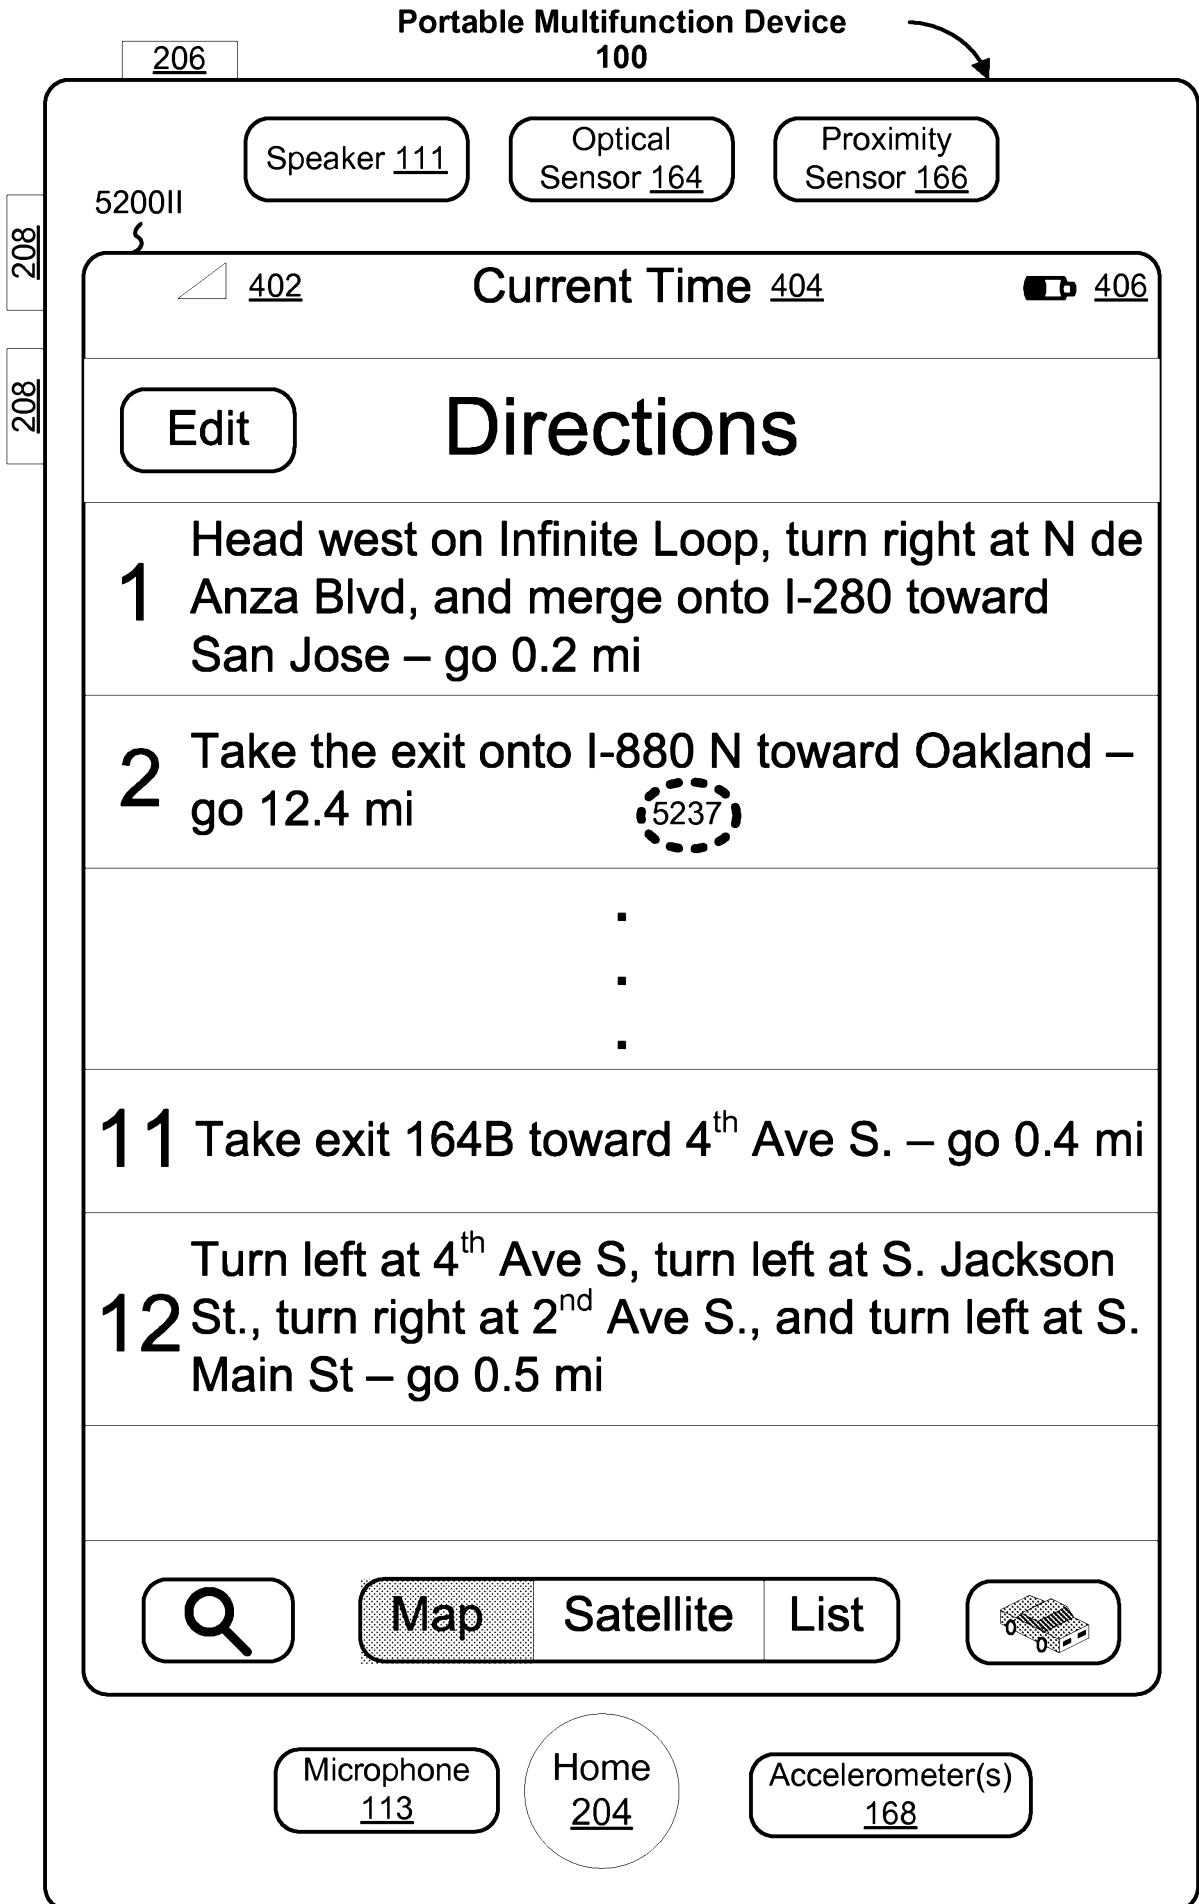 Portable Multifunction Device
100
206
Speaker 111
Optical
Sensor 164
Proximity
Sensor 166
5200II
208
208
402
Current Time 404
406
Edit
Directions
1
Head west on Infinite Loop, turn right at N de
Anza Blvd, and merge onto I-280 toward
San Jose – go 0.2 mi
2
Take the exit onto I-880 N toward Oakland –
go 12.4 mi
5237
11 Take exit 164B toward 4th Ave S. – go 0.4 mi
12
Turn left at 4th Ave S, turn left at S. Jackson
St., turn right at 2nd Ave S., and turn left at S.
Main St – go 0.5 mi
Map
Satellite
List
Microphone
113
Home
204
Accelerometer(s)
168